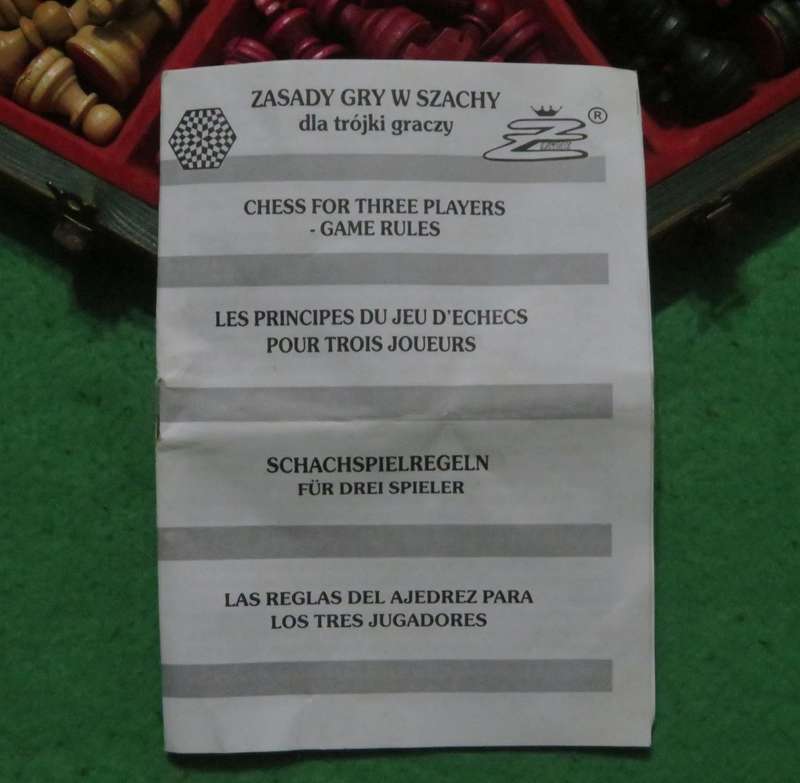 ZASADY GRY W SZACHY
dla trójki graczy
Z
®
CHESS FOR THREE PLAYERS
- GAME RULES
LES PRINCIPES DU JEU D'ECHECS
POUR TROIS JOUEURS
SCHACHSPIELREGELN
FÜR DREI SPIELER
LAS REGLAS DEL AJEDREZ PARA
LOS TRES JUGADORES